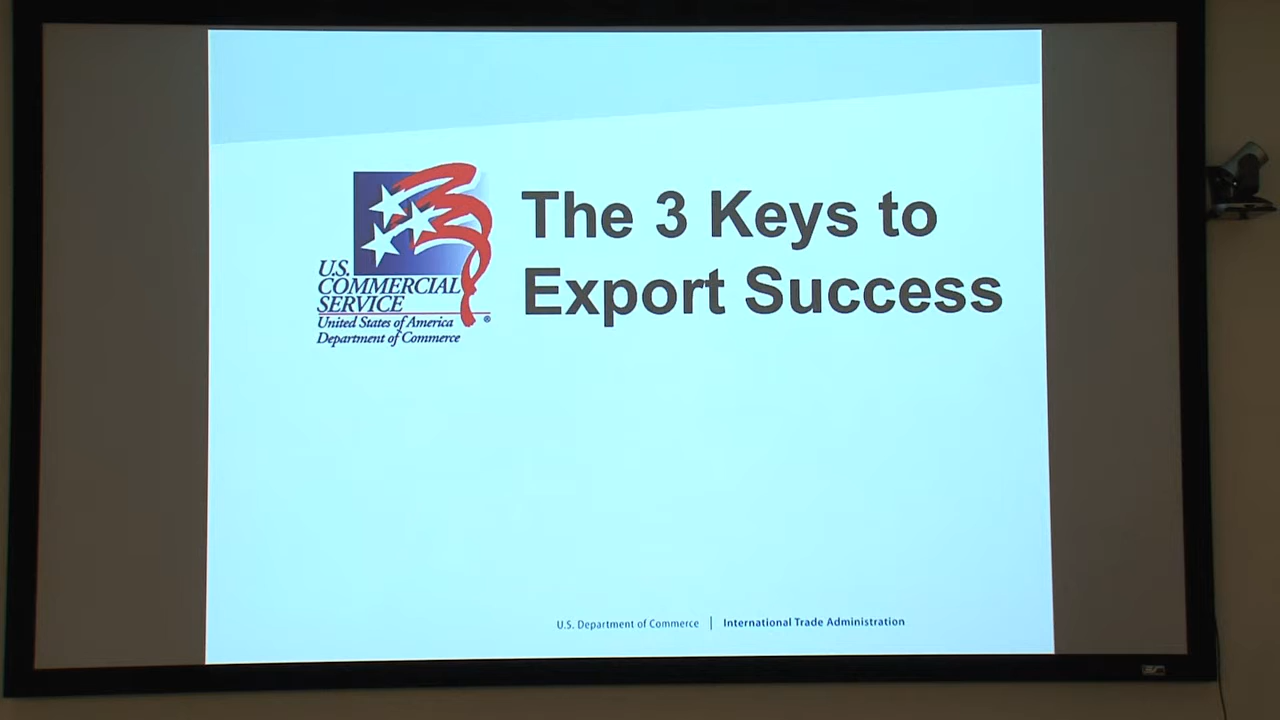 The 3 Keys to
Export Success
U.S.
COMMERCIAL
SERVICE
®
United States of America
Department of Commerce
U.S. Department of Commerce | International Trade Administration